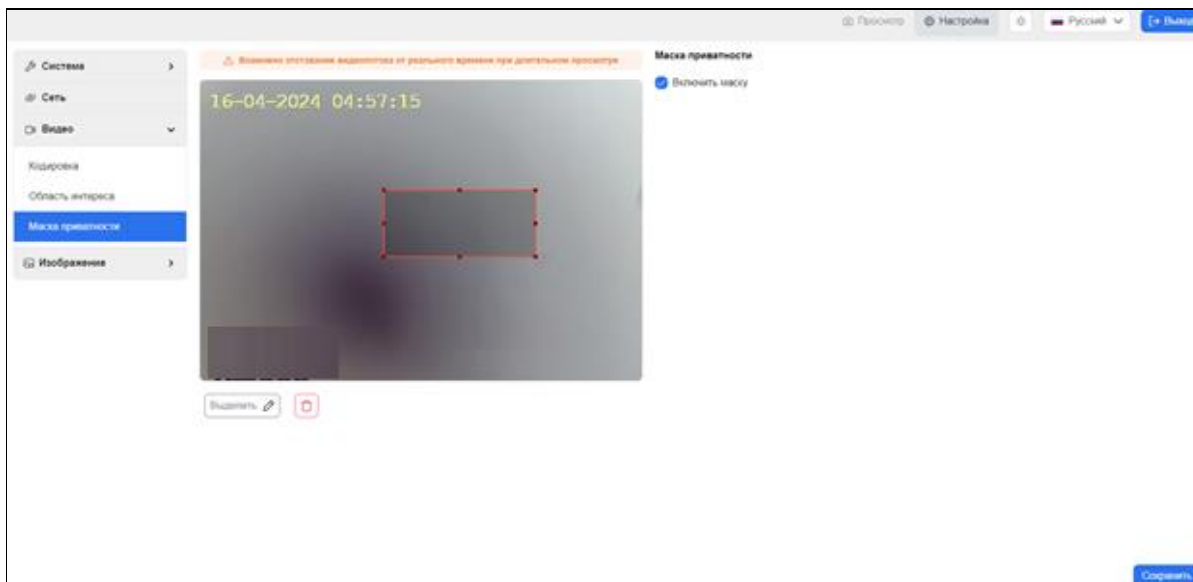 Просмотр Настройка Русский Выход
Система
Сеть
Видео
Кодировка
Область интереса
Маска приватности
Изображение
Возможно отставание видеопотока от реального времени при длительном просмотре
16-04-2024 04:57:15
Выделить
Маска приватности
Включить маску
Сохранить